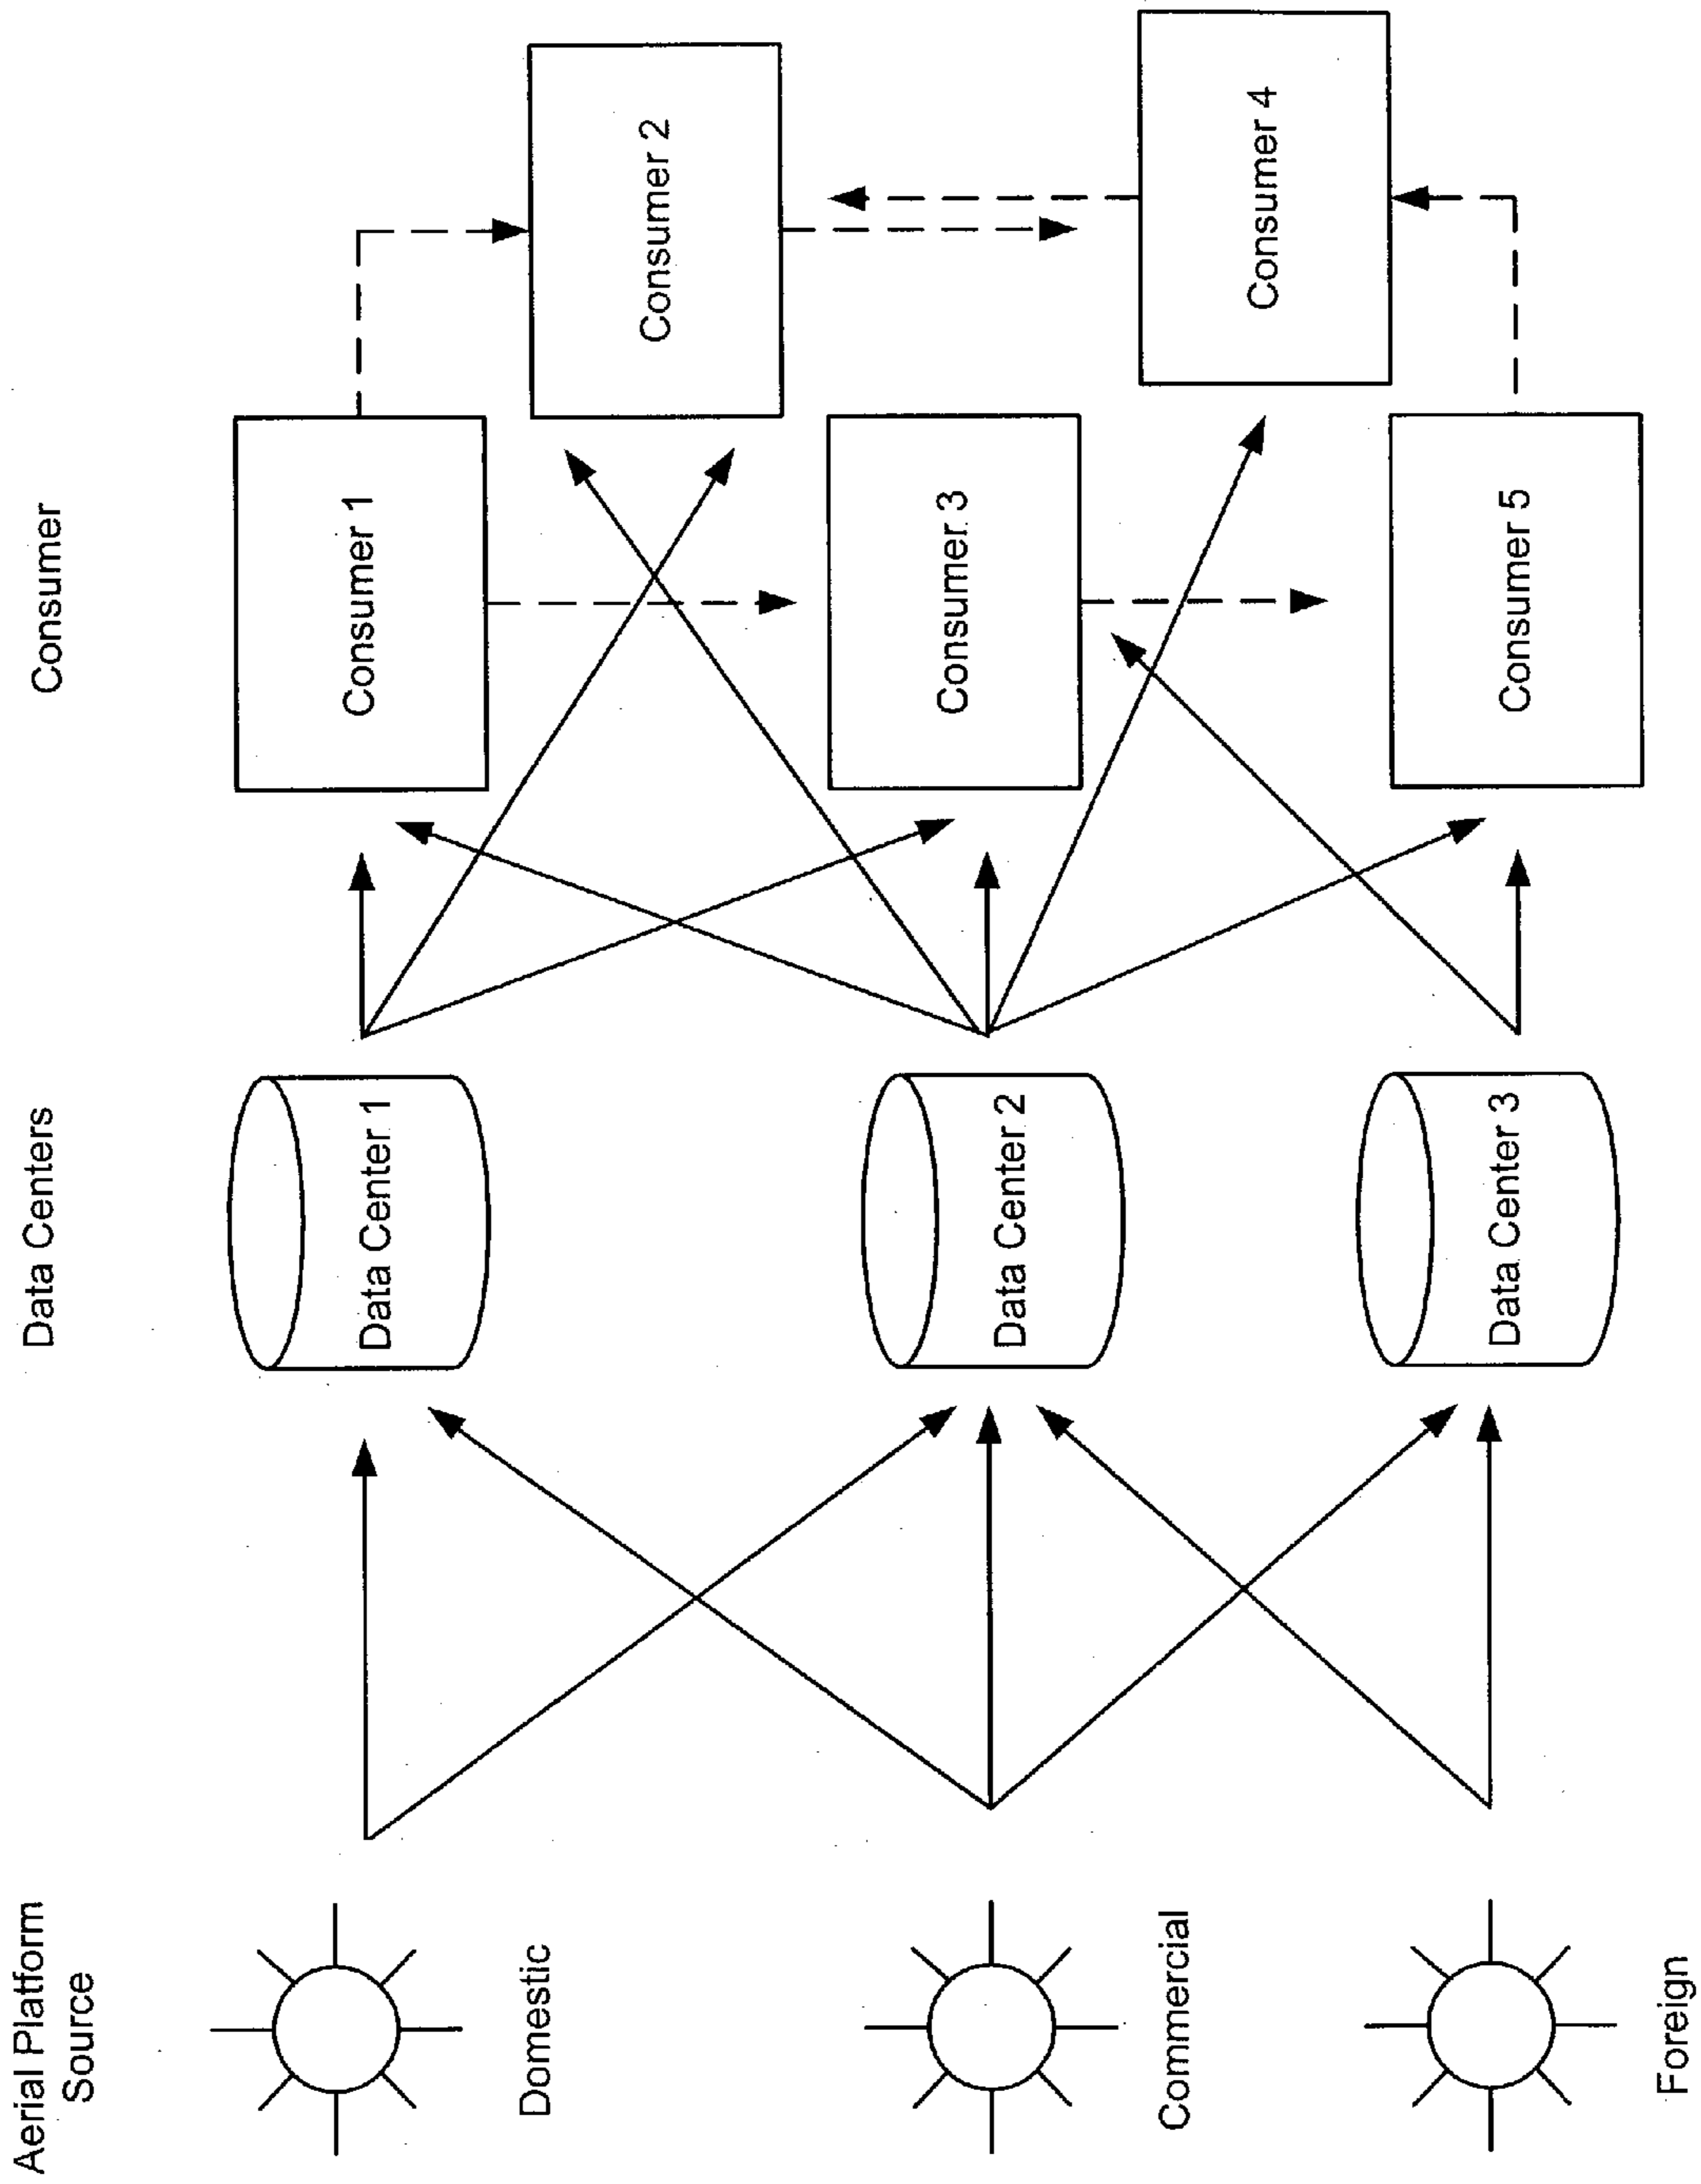 Aerial Platform
Source
Data Centers
Consumer
Domestic
Data Center 1
Consumer 1
Consumer 2
Commercial
Data Center 2
Consumer 3
Consumer 4
Foreign
Data Center 3
Consumer 5